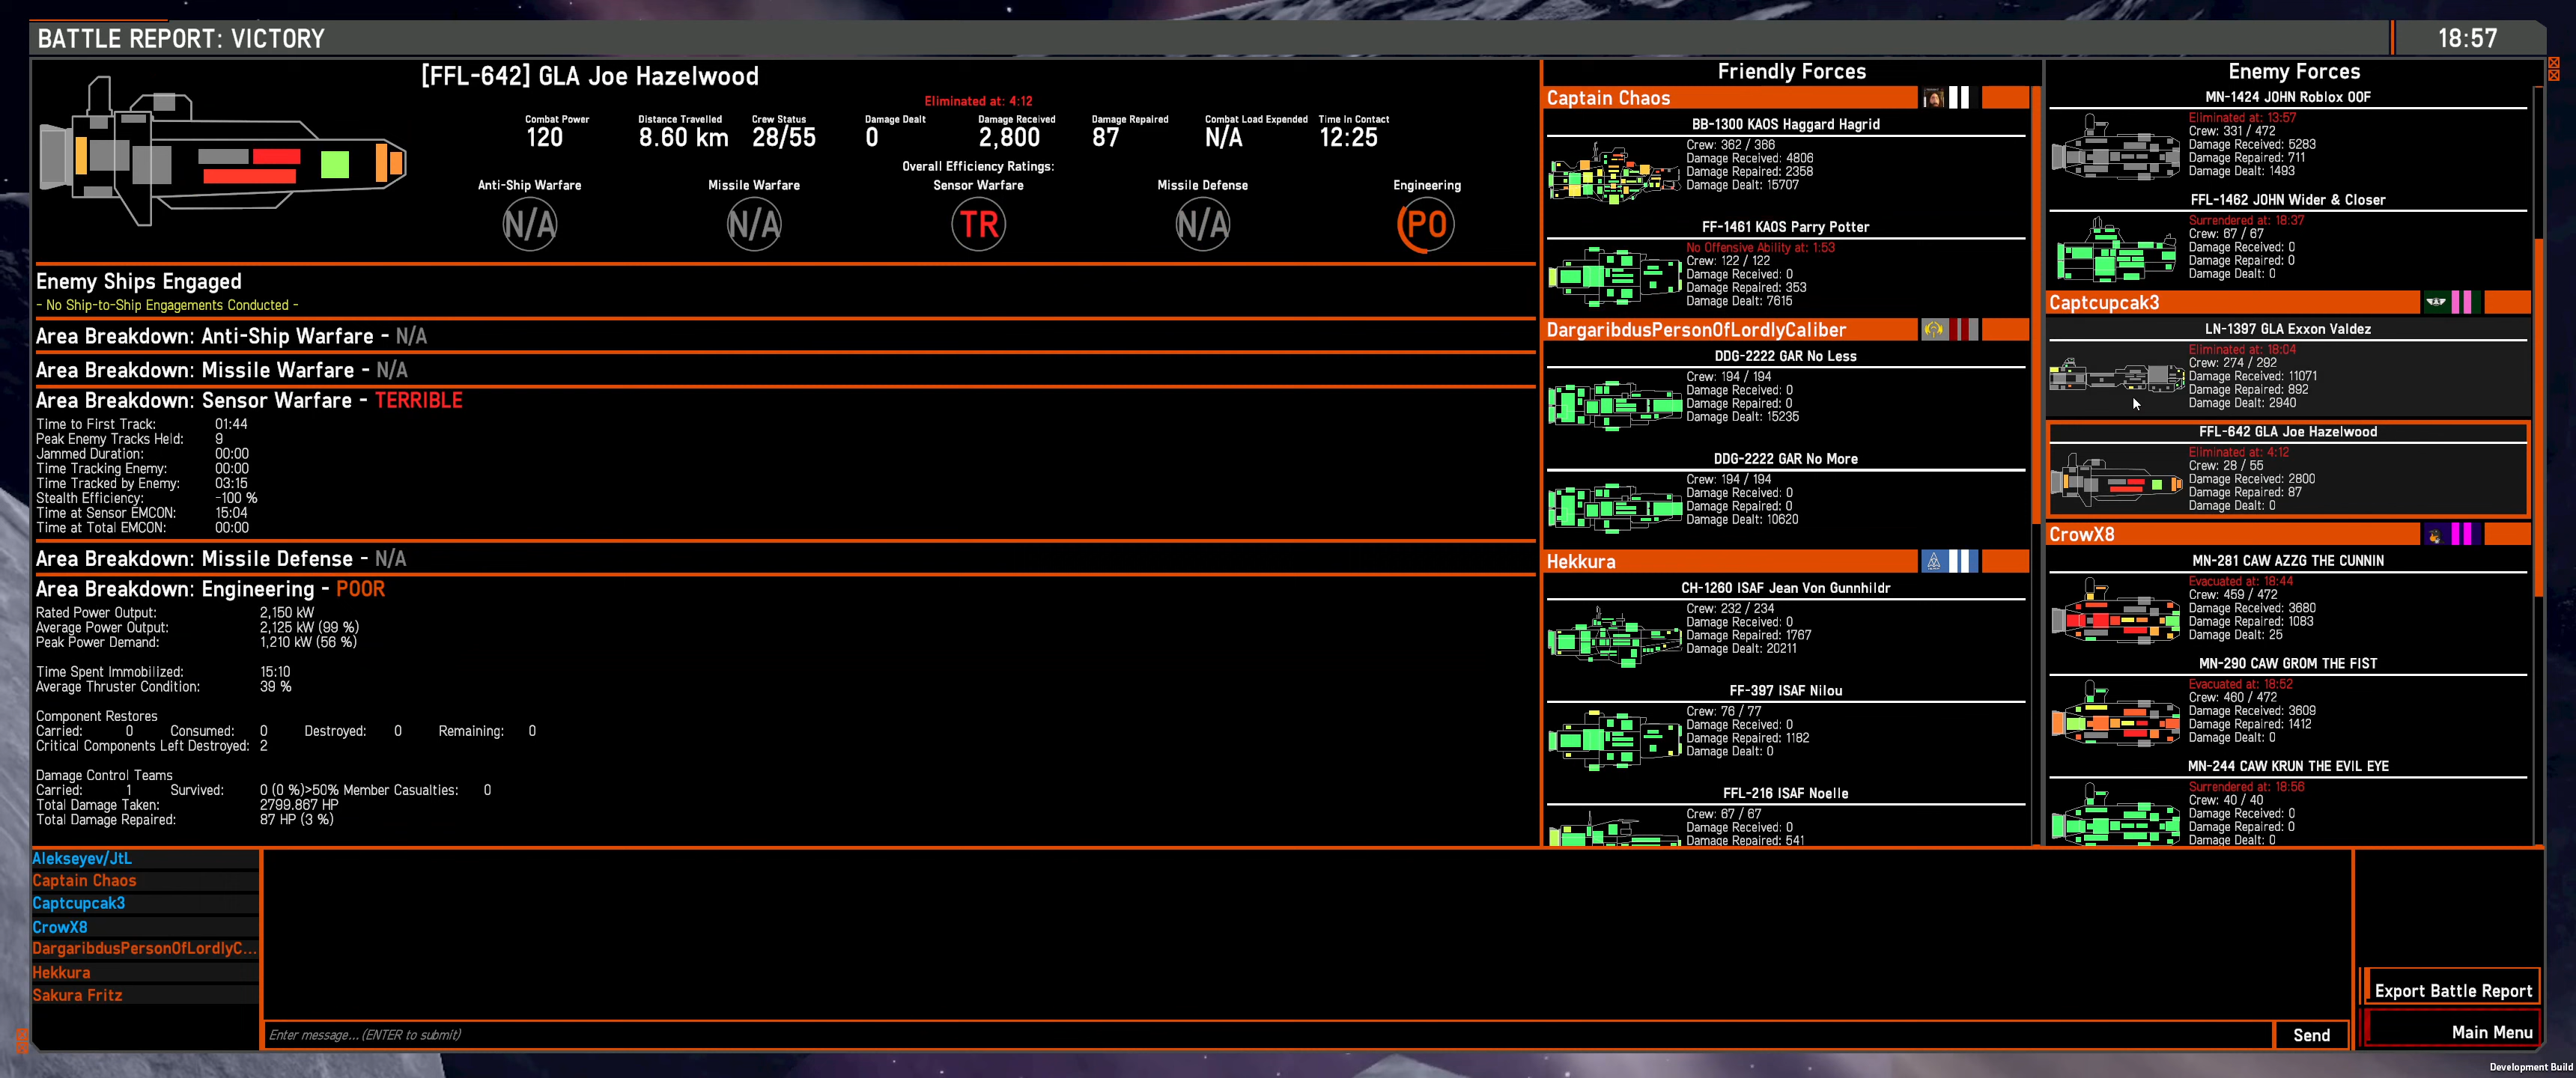 BATTLE REPORT: VICTORY
18:57
[FFL-642] GLA Joe Hazelwood
Eliminated at: 4:12
Combat Power
Distance Travelled
Crew Status
Damage Dealt
Damage Received
Damage Repaired
Combat Load Expended
Time In Contact
120
8.60 km
28/55
0
2,800
87
N/A
12:25
Overall Efficiency Ratings:
Anti-Ship Warfare
Missile Warfare
Sensor Warfare
Missile Defense
Engineering
N/A
N/A
TR
N/A
PO
Enemy Ships Engaged
- No Ship-to-Ship Engagements Conducted -
Area Breakdown: Anti-Ship Warfare - N/A
Area Breakdown: Missile Warfare - N/A
Area Breakdown: Sensor Warfare - TERRIBLE
Time to First Track: 01:44
Peak Enemy Tracks Held: 9
Jammed Duration: 00:00
Time Tracking Enemy: 00:00
Time Tracked by Enemy: 03:15
Stealth Efficiency: -100 %
Time at Sensor EMCON: 15:04
Time at Total EMCON: 00:00
Area Breakdown: Missile Defense - N/A
Area Breakdown: Engineering - POOR
Rated Power Output: 2,150 kW
Average Power Output: 2,125 kW (99 %)
Peak Power Demand: 1,210 kW (56 %)
Time Spent Immobilized: 15:10
Average Thruster Condition: 39 %
Component Restores
Carried: 0 Consumed: 0 Destroyed: 0 Remaining: 0
Critical Components Left Destroyed: 2
Damage Control Teams
Carried: 1 Survived: 0 (0 %)>50% Member Casualties: 0
Total Damage Taken: 2799.867 HP
Total Damage Repaired: 87 HP (3 %)
Friendly Forces
Captain Chaos
BB-1300 KAOS Haggard Hagrid
Crew: 362 / 366
Damage Received: 4806
Damage Repaired: 2358
Damage Dealt: 15707
FF-1461 KAOS Parry Potter
No Offensive Ability at: 1:53
Crew: 122 / 122
Damage Received: 0
Damage Repaired: 353
Damage Dealt: 7615
DargaribdusPersonOfLordlyCaliber
DDG-2222 GAR No Less
Crew: 194 / 194
Damage Received: 0
Damage Repaired: 0
Damage Dealt: 15235
DDG-2222 GAR No More
Crew: 194 / 194
Damage Received: 0
Damage Repaired: 0
Damage Dealt: 10620
Hekkura
CH-1260 ISAF Jean Von Gunnhildr
Crew: 232 / 234
Damage Received: 0
Damage Repaired: 1767
Damage Dealt: 20211
FF-397 ISAF Nilou
Crew: 76 / 77
Damage Received: 0
Damage Repaired: 1182
Damage Dealt: 0
FFL-216 ISAF Noelle
Crew: 67 / 67
Damage Received: 0
Damage Repaired: 541
Enemy Forces
MN-1424 JOHN Roblox OOF
Eliminated at: 13:57
Crew: 331 / 472
Damage Received: 5283
Damage Repaired: 711
Damage Dealt: 1493
FFL-1462 JOHN Wider & Closer
Surrendered at: 18:37
Crew: 67 / 67
Damage Received: 0
Damage Repaired: 0
Damage Dealt: 0
Captcupcak3
LN-1397 GLA Exxon Valdez
Eliminated at: 18:04
Crew: 274 / 292
Damage Received: 11071
Damage Repaired: 892
Damage Dealt: 2940
FFL-642 GLA Joe Hazelwood
Eliminated at: 4:12
Crew: 28 / 55
Damage Received: 2800
Damage Repaired: 87
Damage Dealt: 0
CrowX8
MN-281 CAW AZZG THE CUNNIN
Evacuated at: 18:44
Crew: 459 / 472
Damage Received: 3680
Damage Repaired: 1083
Damage Dealt: 25
MN-290 CAW GROM THE FIST
Evacuated at: 18:52
Crew: 460 / 472
Damage Received: 3609
Damage Repaired: 1412
Damage Dealt: 0
MN-244 CAW KRUN THE EVIL EYE
Surrendered at: 18:56
Crew: 40 / 40
Damage Received: 0
Damage Repaired: 0
Damage Dealt: 0
Alekseyev/JtL
Captain Chaos
Captcupcak3
CrowX8
DargaribdusPersonOfLordlyC...
Hekkura
Sakura Fritz
Enter message... (ENTER to submit)
Send
Export Battle Report
Main Menu
Development Build